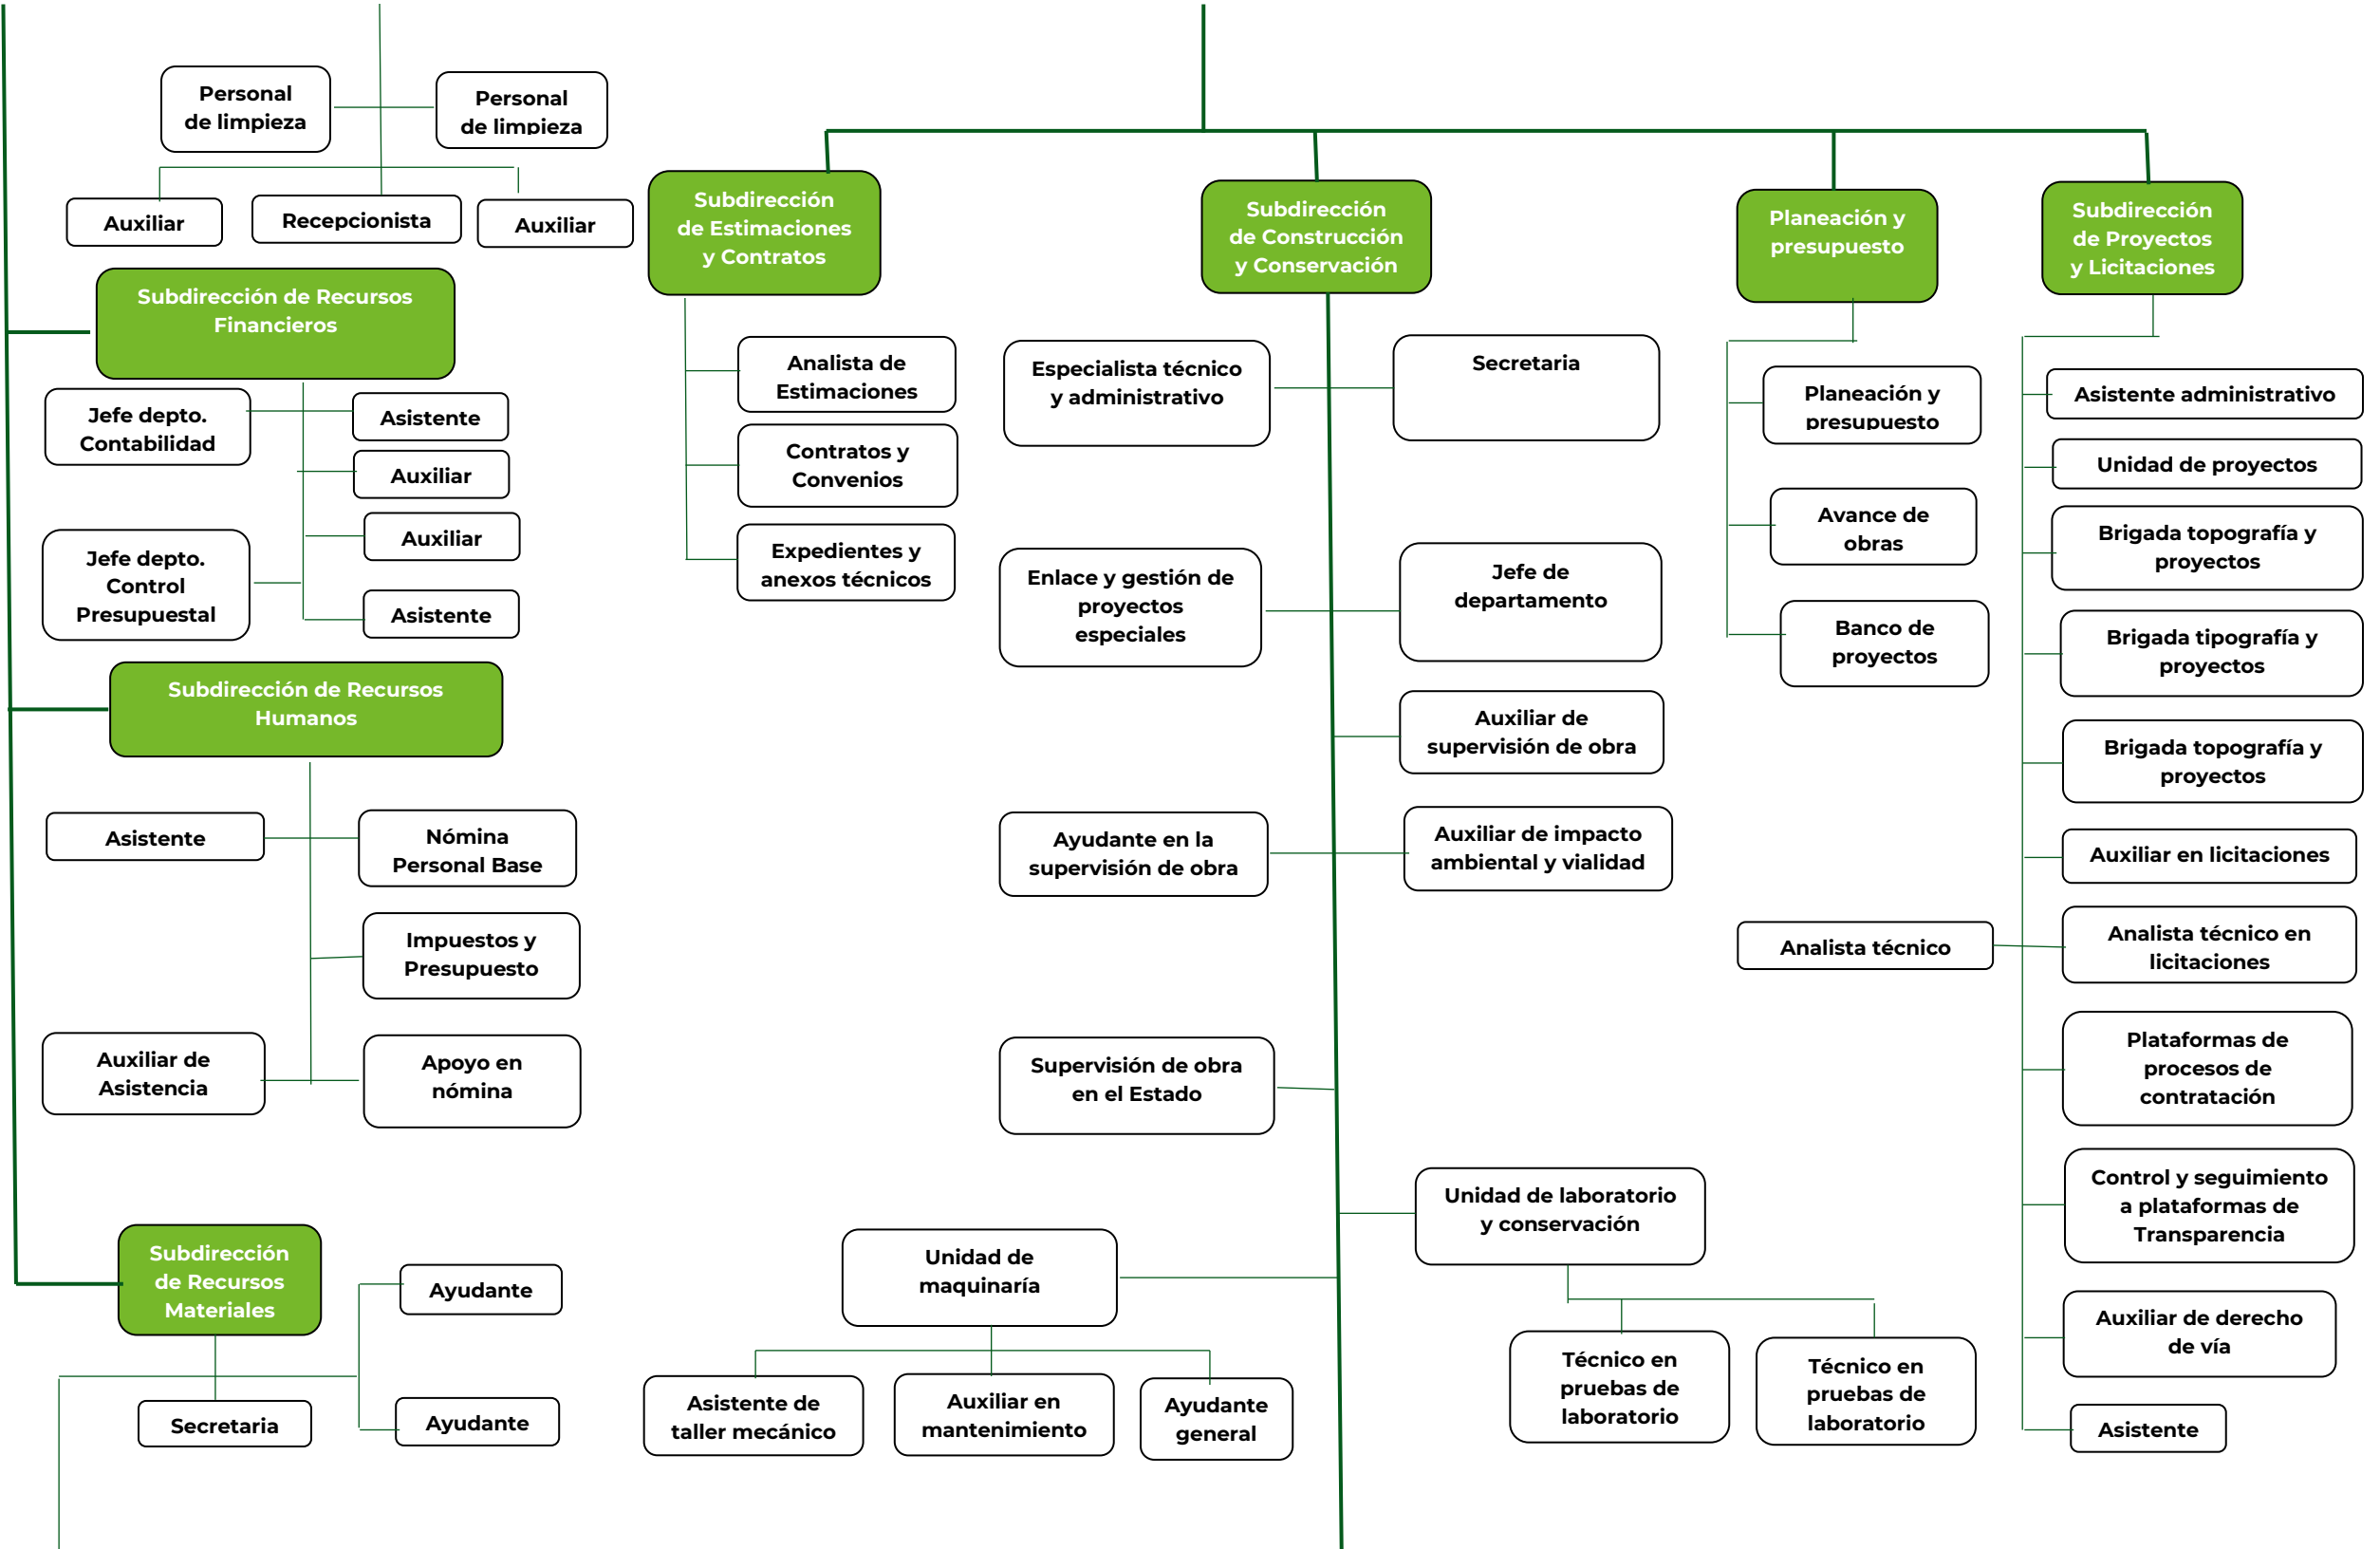 Personal
de limpieza
Personal
de limpieza
Auxiliar
Recepcionista
Auxiliar
Subdirección de Recursos
Financieros
Jefe depto.
Contabilidad
Asistente
Auxiliar
Auxiliar
Jefe depto.
Control
Presupuestal
Asistente
Subdirección de Recursos
Humanos
Asistente
Nómina
Personal Base
Impuestos y
Presupuesto
Auxiliar de
Asistencia
Apoyo en
nómina
Subdirección
de Recursos
Materiales
Ayudante
Ayudante
Secretaria
Subdirección
de Estimaciones
y Contratos
Analista de
Estimaciones
Contratos y
Convenios
Expedientes y
anexos técnicos
Subdirección
de Construcción
y Conservación
Especialista técnico
y administrativo
Secretaria
Enlace y gestión de
proyectos
especiales
Jefe de
departamento
Auxiliar de
supervisión de obra
Ayudante en la
supervisión de obra
Auxiliar de impacto
ambiental y vialidad
Supervisión de obra
en el Estado
Unidad de laboratorio
y conservación
Unidad de
maquinaría
Asistente de
taller mecánico
Auxiliar en
mantenimiento
Ayudante
general
Técnico en
pruebas de
laboratorio
Técnico en
pruebas de
laboratorio
Planeación y
presupuesto
Planeación y
presupuesto
Avance de
obras
Banco de
proyectos
Subdirección
de Proyectos
y Licitaciones
Asistente administrativo
Unidad de proyectos
Brigada topografía y
proyectos
Brigada tipografía y
proyectos
Brigada topografía y
proyectos
Auxiliar en licitaciones
Analista técnico
Analista técnico en
licitaciones
Plataformas de
procesos de
contratación
Control y seguimiento
a plataformas de
Transparencia
Auxiliar de derecho
de vía
Asistente